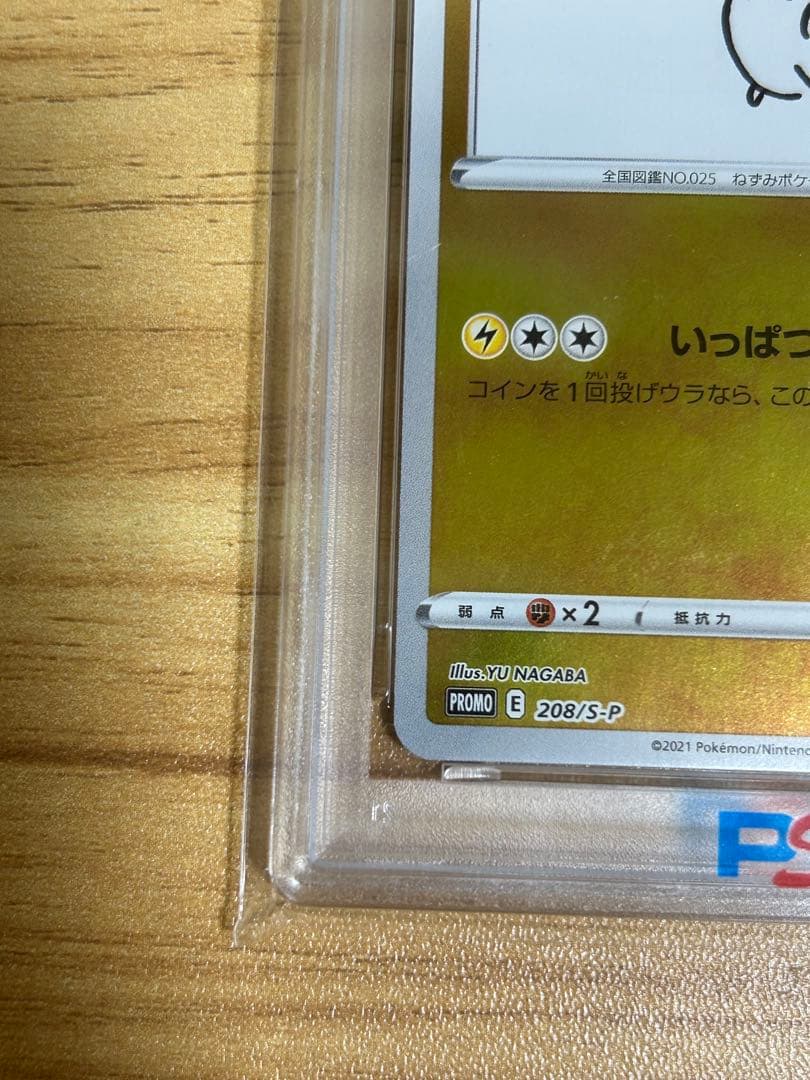 全国図鑑NO.025 ねずみポケ
いっぱつ
かいな
コインを1回投げウラなら、この
弱点 ×2 抵抗力
Illus.YU NAGABA
PROMO E 208/S-P
©2021 Pokémon/Nintend
PS